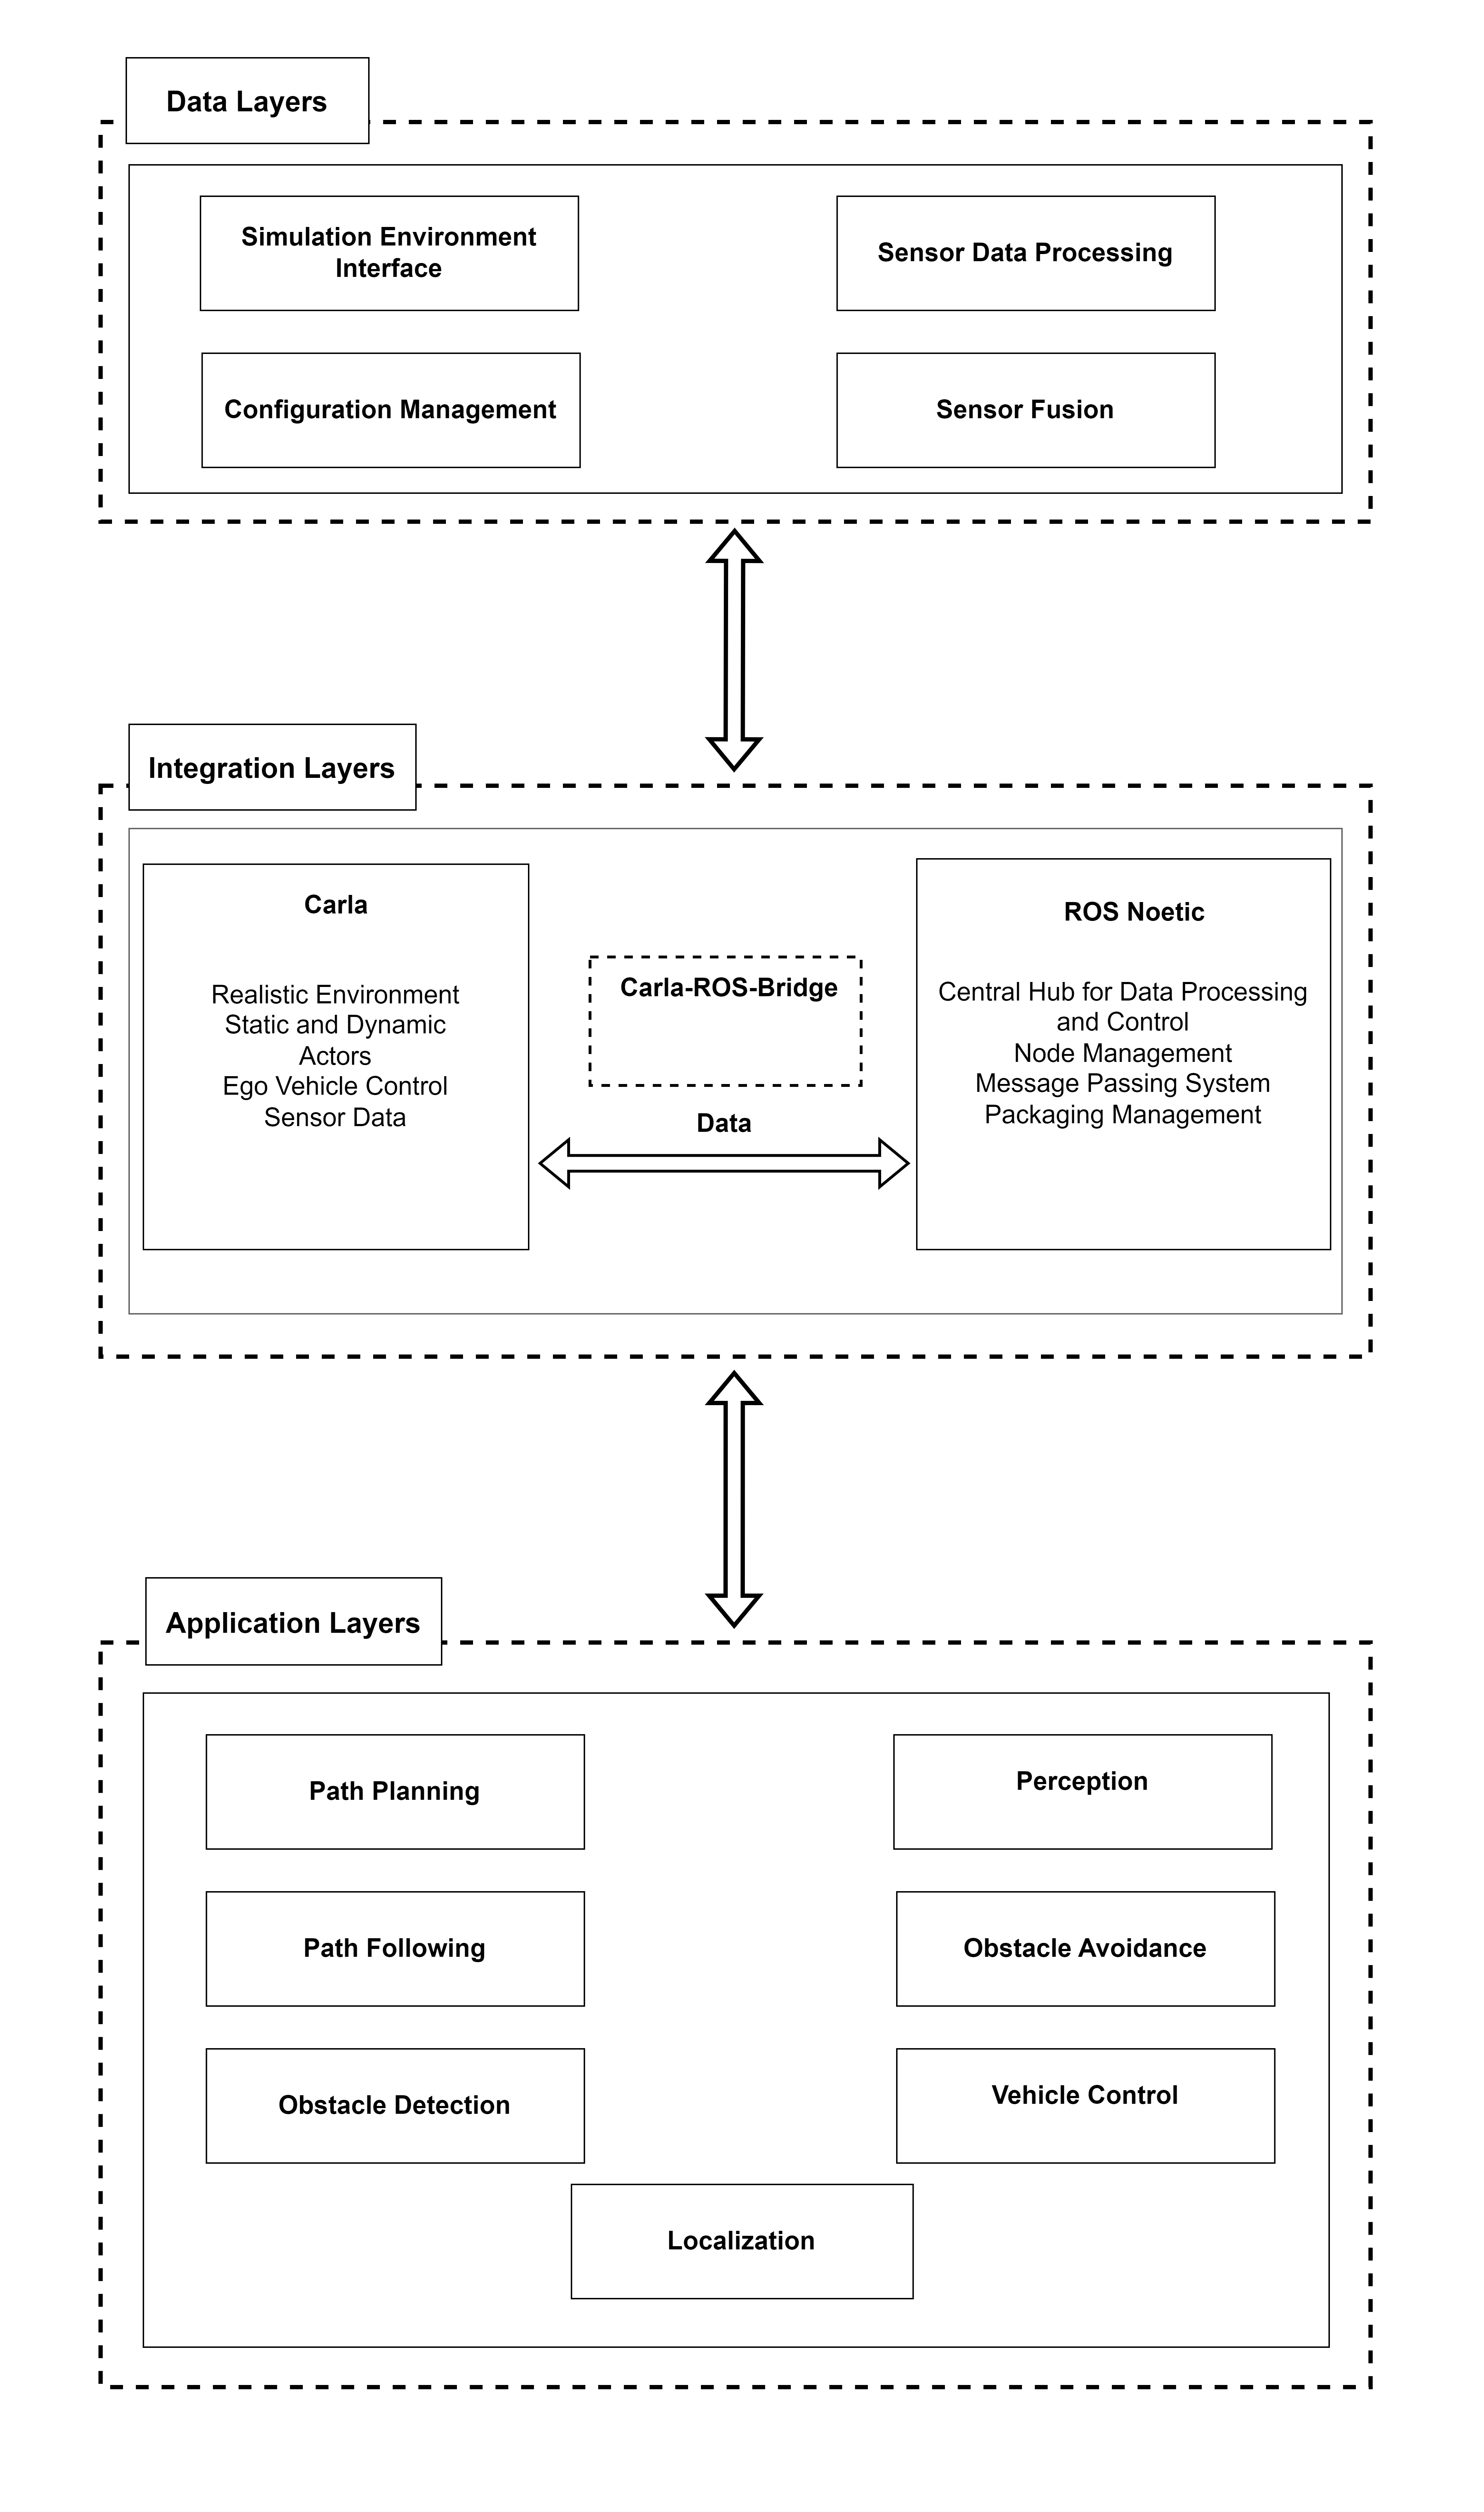 Data Layers
Simulation Environment
Interface
Sensor Data Processing
Configuration Management
Sensor Fusion
Integration Layers
Carla
Realistic Environment
Static and Dynamic
Actors
Ego Vehicle Control
Sensor Data
Carla-ROS-Bridge
Data
ROS Noetic
Central Hub for Data Processing
and Control
Node Management
Message Passing System
Packaging Management
Application Layers
Path Planning
Perception
Path Following
Obstacle Avoidance
Obstacle Detection
Vehicle Control
Localization